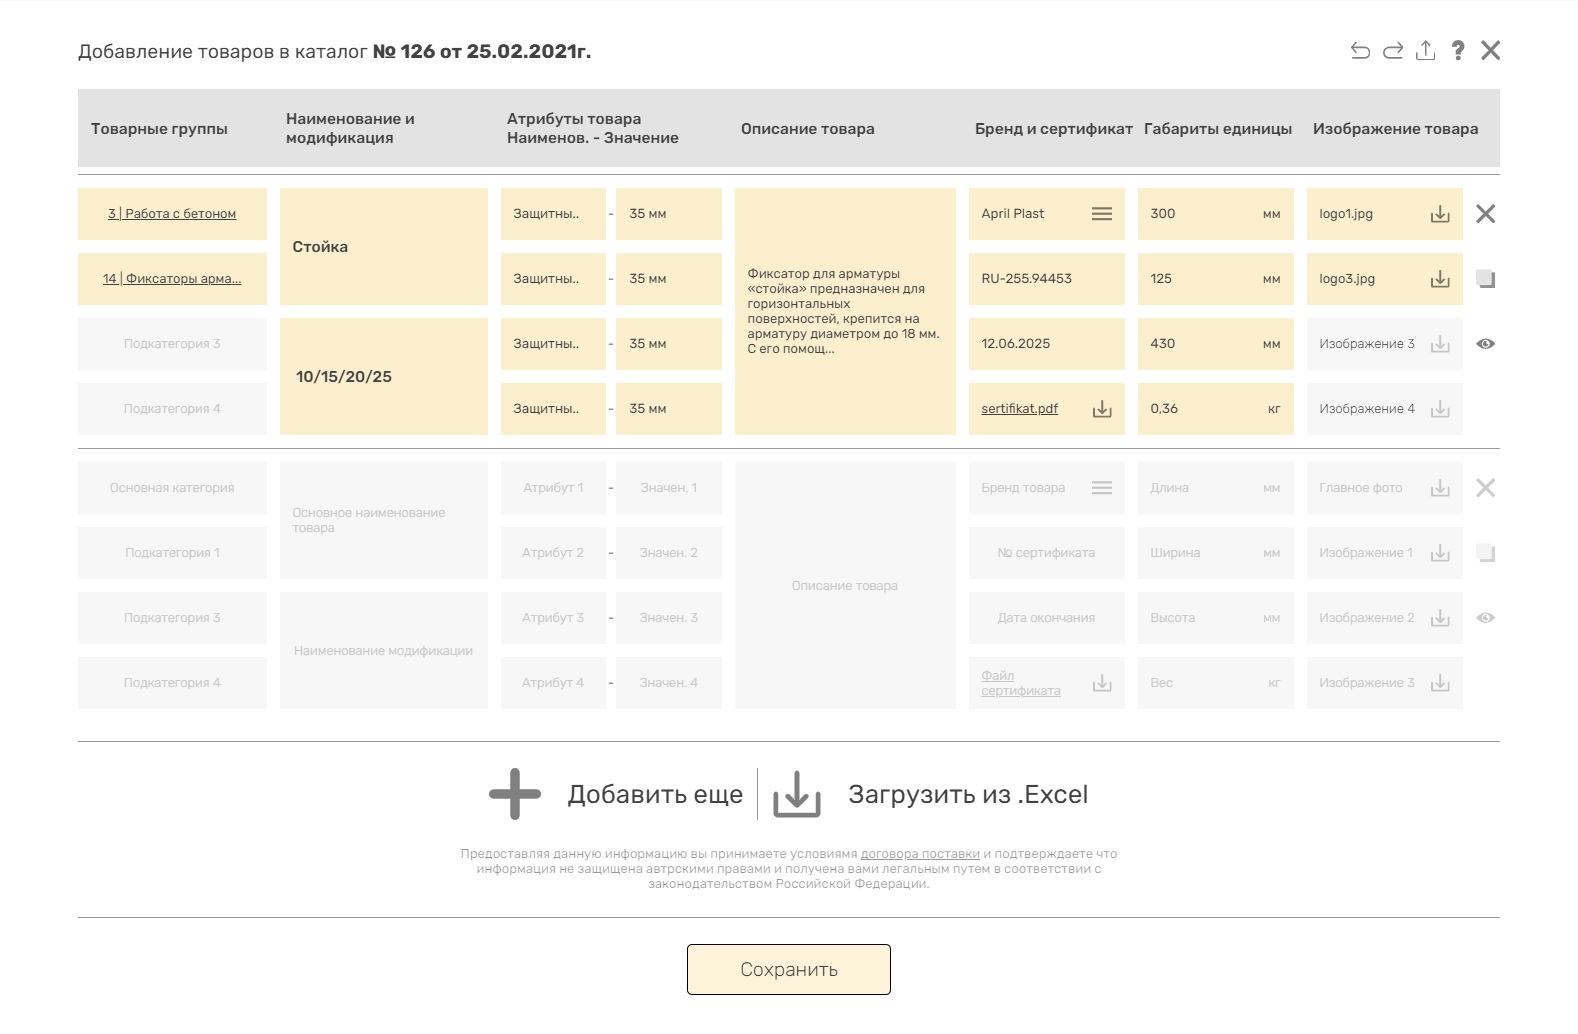 Добавление товаров в каталог № 126 от 25.02.2021г.
?
Товарные группы
Наименование и
модификация
Атрибуты товара
Наименов. - Значение
Описание товара
Бренд и сертификат
Габариты единицы
Изображение товара
3 | Работа с бетоном
14 | Фиксаторы арма...
Подкатегория 3
Подкатегория 4
Стойка
10/15/20/25
Защитны.. - 35 мм
Защитны.. - 35 мм
Защитны.. - 35 мм
Защитны.. - 35 мм
Фиксатор для арматуры
«стойка» предназначен для
горизонтальных
поверхностей, крепится на
арматуру диаметром до 18 мм.
С его помощ...
April Plast
RU-255.94453
12.06.2025
sertifikat.pdf
300 мм
125 мм
430 мм
0,36 кг
logo1.jpg
logo3.jpg
Изображение 3
Изображение 4
Основная категория
Подкатегория 1
Подкатегория 3
Подкатегория 4
Основное наименование
товара
Наименование модификации
Атрибут 1 - Значен. 1
Атрибут 2 - Значен. 2
Атрибут 3 - Значен. 3
Атрибут 4 - Значен. 4
Описание товара
Бренд товара
№ сертификата
Дата окончания
Файл
сертификата
Длина мм
Ширина мм
Высота мм
Вес кг
Главное фото
Изображение 1
Изображение 2
Изображение 3
Добавить еще
Загрузить из .Excel
Предоставляя данную информацию вы принимаете условиямя договора поставки и подтверждаете что
информация не защищена автрскими правами и получена вами легальным путем в соответствии с
законодательством Российской Федерации.
Сохранить